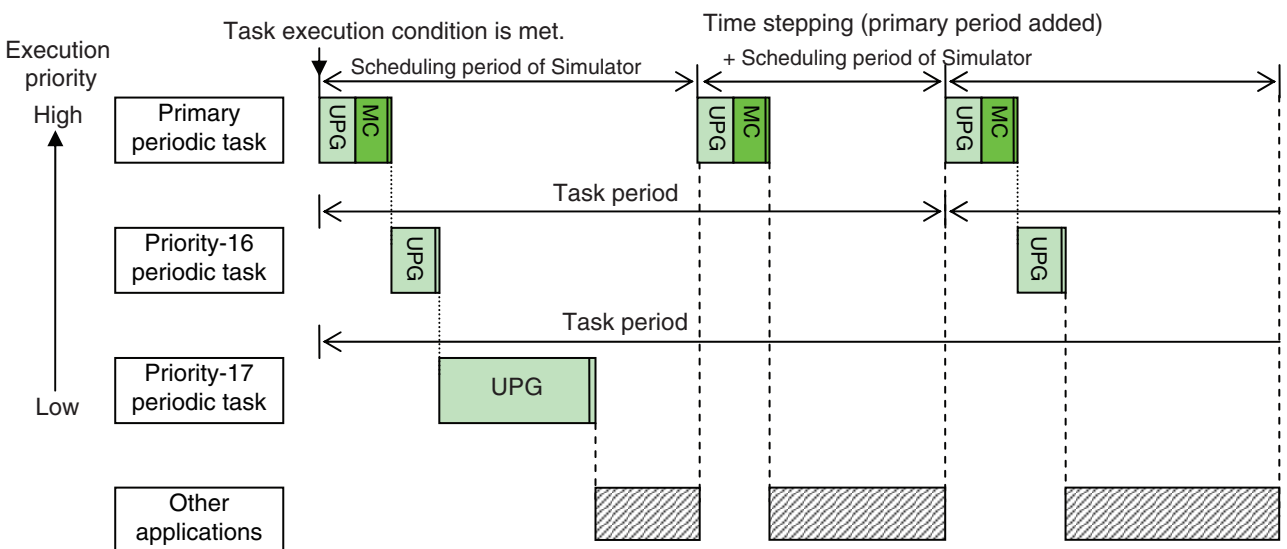 Task execution condition is met.
Time stepping (primary period added)
Execution
priority
High
Scheduling period of Simulator
+ Scheduling period of Simulator
Primary
periodic task
UPG
MC
UPG
MC
UPG
MC
Task period
Priority-16
periodic task
UPG
UPG
Task period
Priority-17
periodic task
UPG
Low
Other
applications